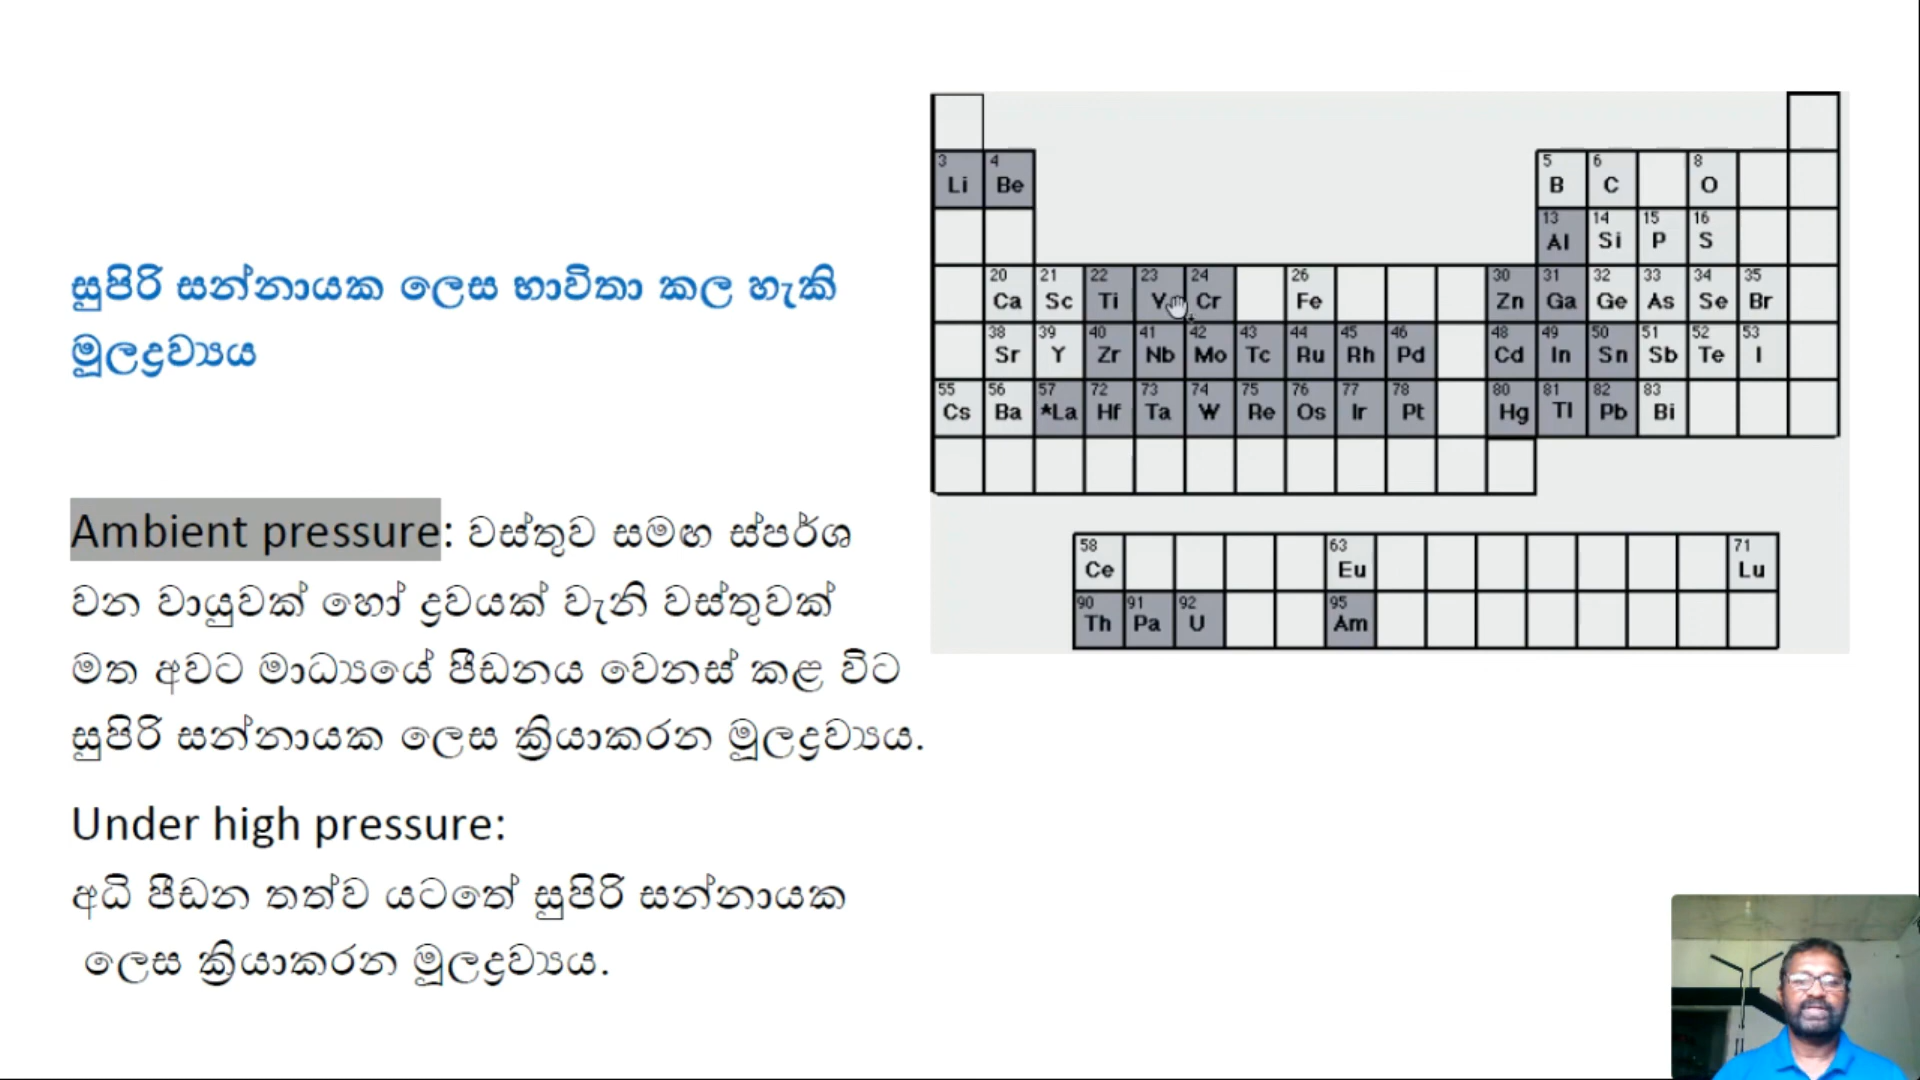 සුපිරි සන්නායක ලෙස භාවිතා කල හැකි
මූලද්‍රව්‍යය
Ambient pressure: වස්තුව සමඟ ස්පර්ශ
වන වායුවක් හෝ ද්‍රවයක් වැනි වස්තුවක්
මත අවට මාධ්‍යයේ පීඩනය වෙනස් කළ විට
සුපිරි සන්නායක ලෙස ක්‍රියාකරන මූලද්‍රව්‍යය.
Under high pressure:
අධි පීඩන තත්ව යටතේ සුපිරි සන්නායක
ලෙස ක්‍රියාකරන මූලද්‍රව්‍යය.
3 4 5 6 8
Li Be B C O
13 14 15 16
Al Si P S
20 21 22 23 24 26 30 31 32 33 34 35
Ca Sc Ti V Cr Fe Zn Ga Ge As Se Br
38 39 40 41 42 43 44 45 46 48 49 50 51 52 53
Sr Y Zr Nb Mo Tc Ru Rh Pd Cd In Sn Sb Te I
55 56 57 72 73 74 75 76 77 78 80 81 82 83
Cs Ba *La Hf Ta W Re Os Ir Pt Hg Tl Pb Bi
58 63 71
Ce Eu Lu
90 91 92 95
Th Pa U Am